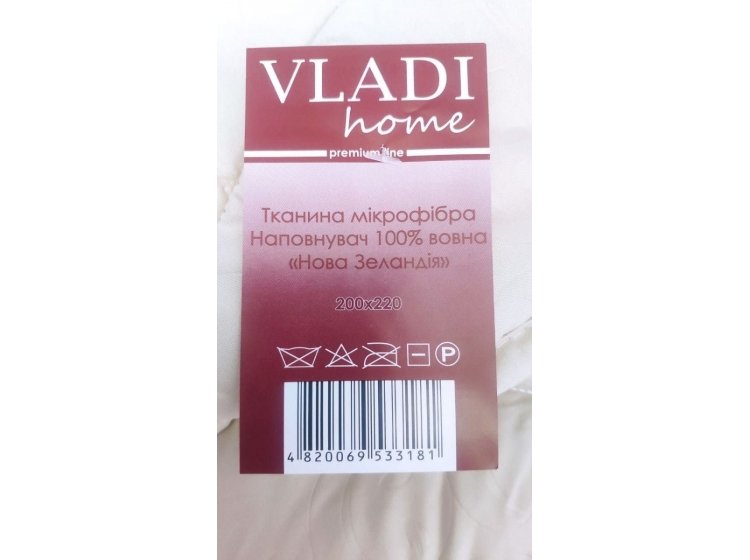 VLADI
home
premium line
Тканина мікрофібра
Наповнувач 100% вовна
«Нова Зеландія»
200x220
P
4 820069 533181